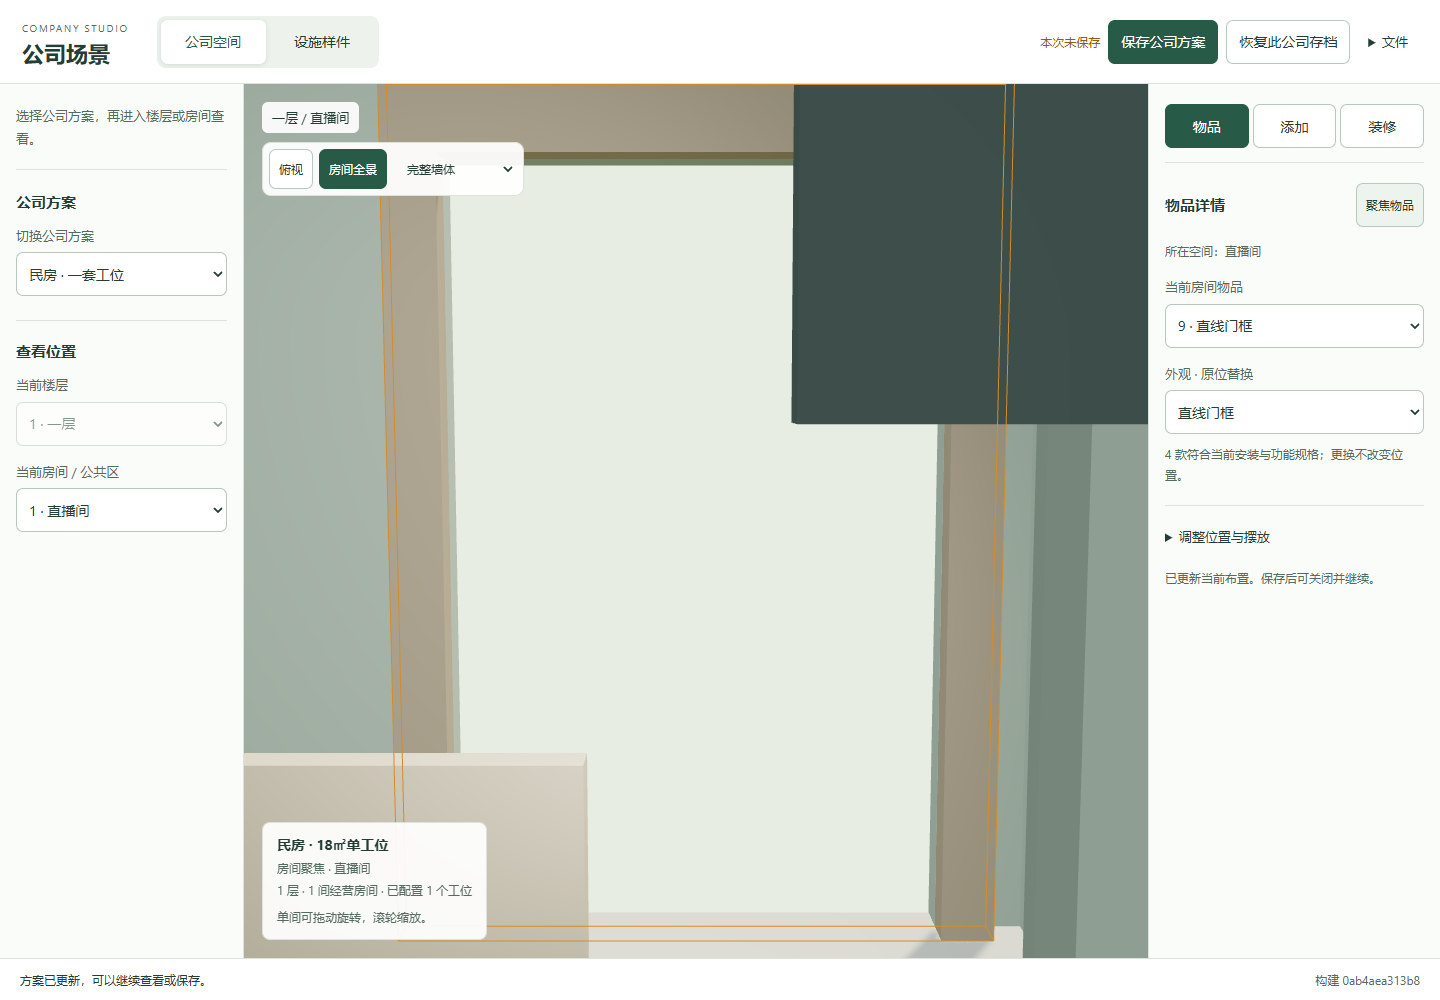 COMPANY STUDIO
公司场景
公司空间
设施样件
本次未保存
保存公司方案
恢复此公司存档
▶ 文件
选择公司方案，再进入楼层或房间查
看。
公司方案
切换公司方案
民房 · 一套工位
查看位置
当前楼层
1 · 一层
当前房间 / 公共区
1 · 直播间
一层 / 直播间
俯视
房间全景
完整墙体
民房 · 18㎡单工位
房间聚焦 · 直播间
1 层 · 1 间经营房间 · 已配置 1 个工位
单间可拖动旋转，滚轮缩放。
物品
添加
装修
物品详情
聚焦物品
所在空间：直播间
当前房间物品
9 · 直线门框
外观 · 原位替换
直线门框
4 款符合当前安装与功能规格；更换不改变位
置。
▶ 调整位置与摆放
已更新当前布置。保存后可关闭并继续。
方案已更新，可以继续查看或保存。
构建 0ab4aea313b8